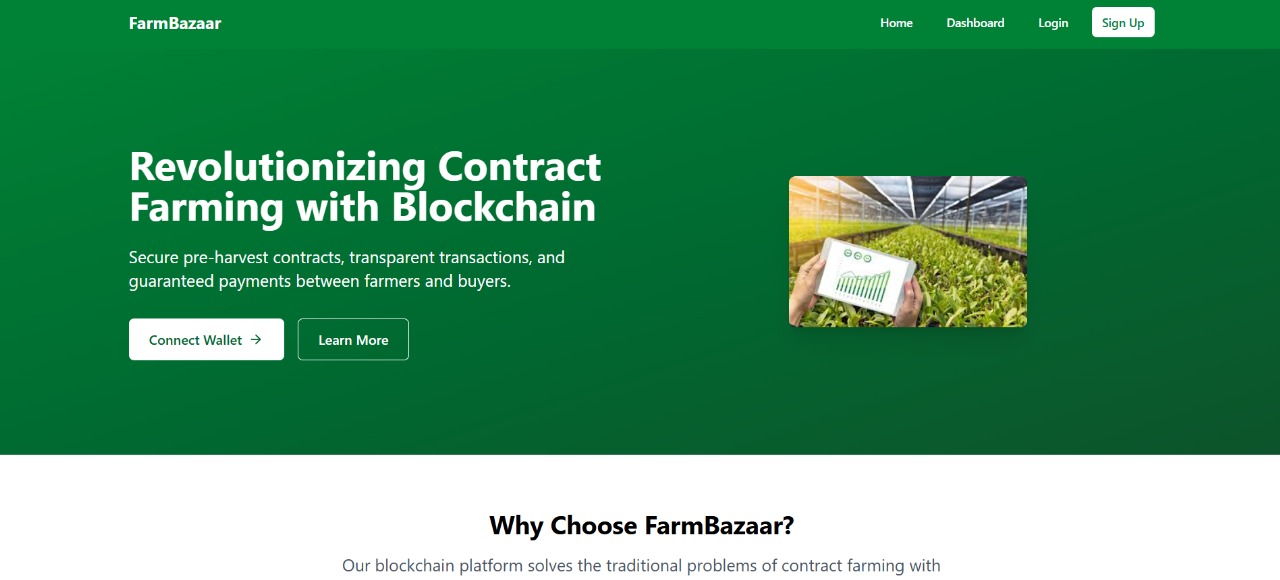 FarmBazaar
Home
Dashboard
Login
Sign Up
Revolutionizing Contract
Farming with Blockchain
Secure pre-harvest contracts, transparent transactions, and
guaranteed payments between farmers and buyers.
Connect Wallet →
Learn More
Why Choose FarmBazaar?
Our blockchain platform solves the traditional problems of contract farming with